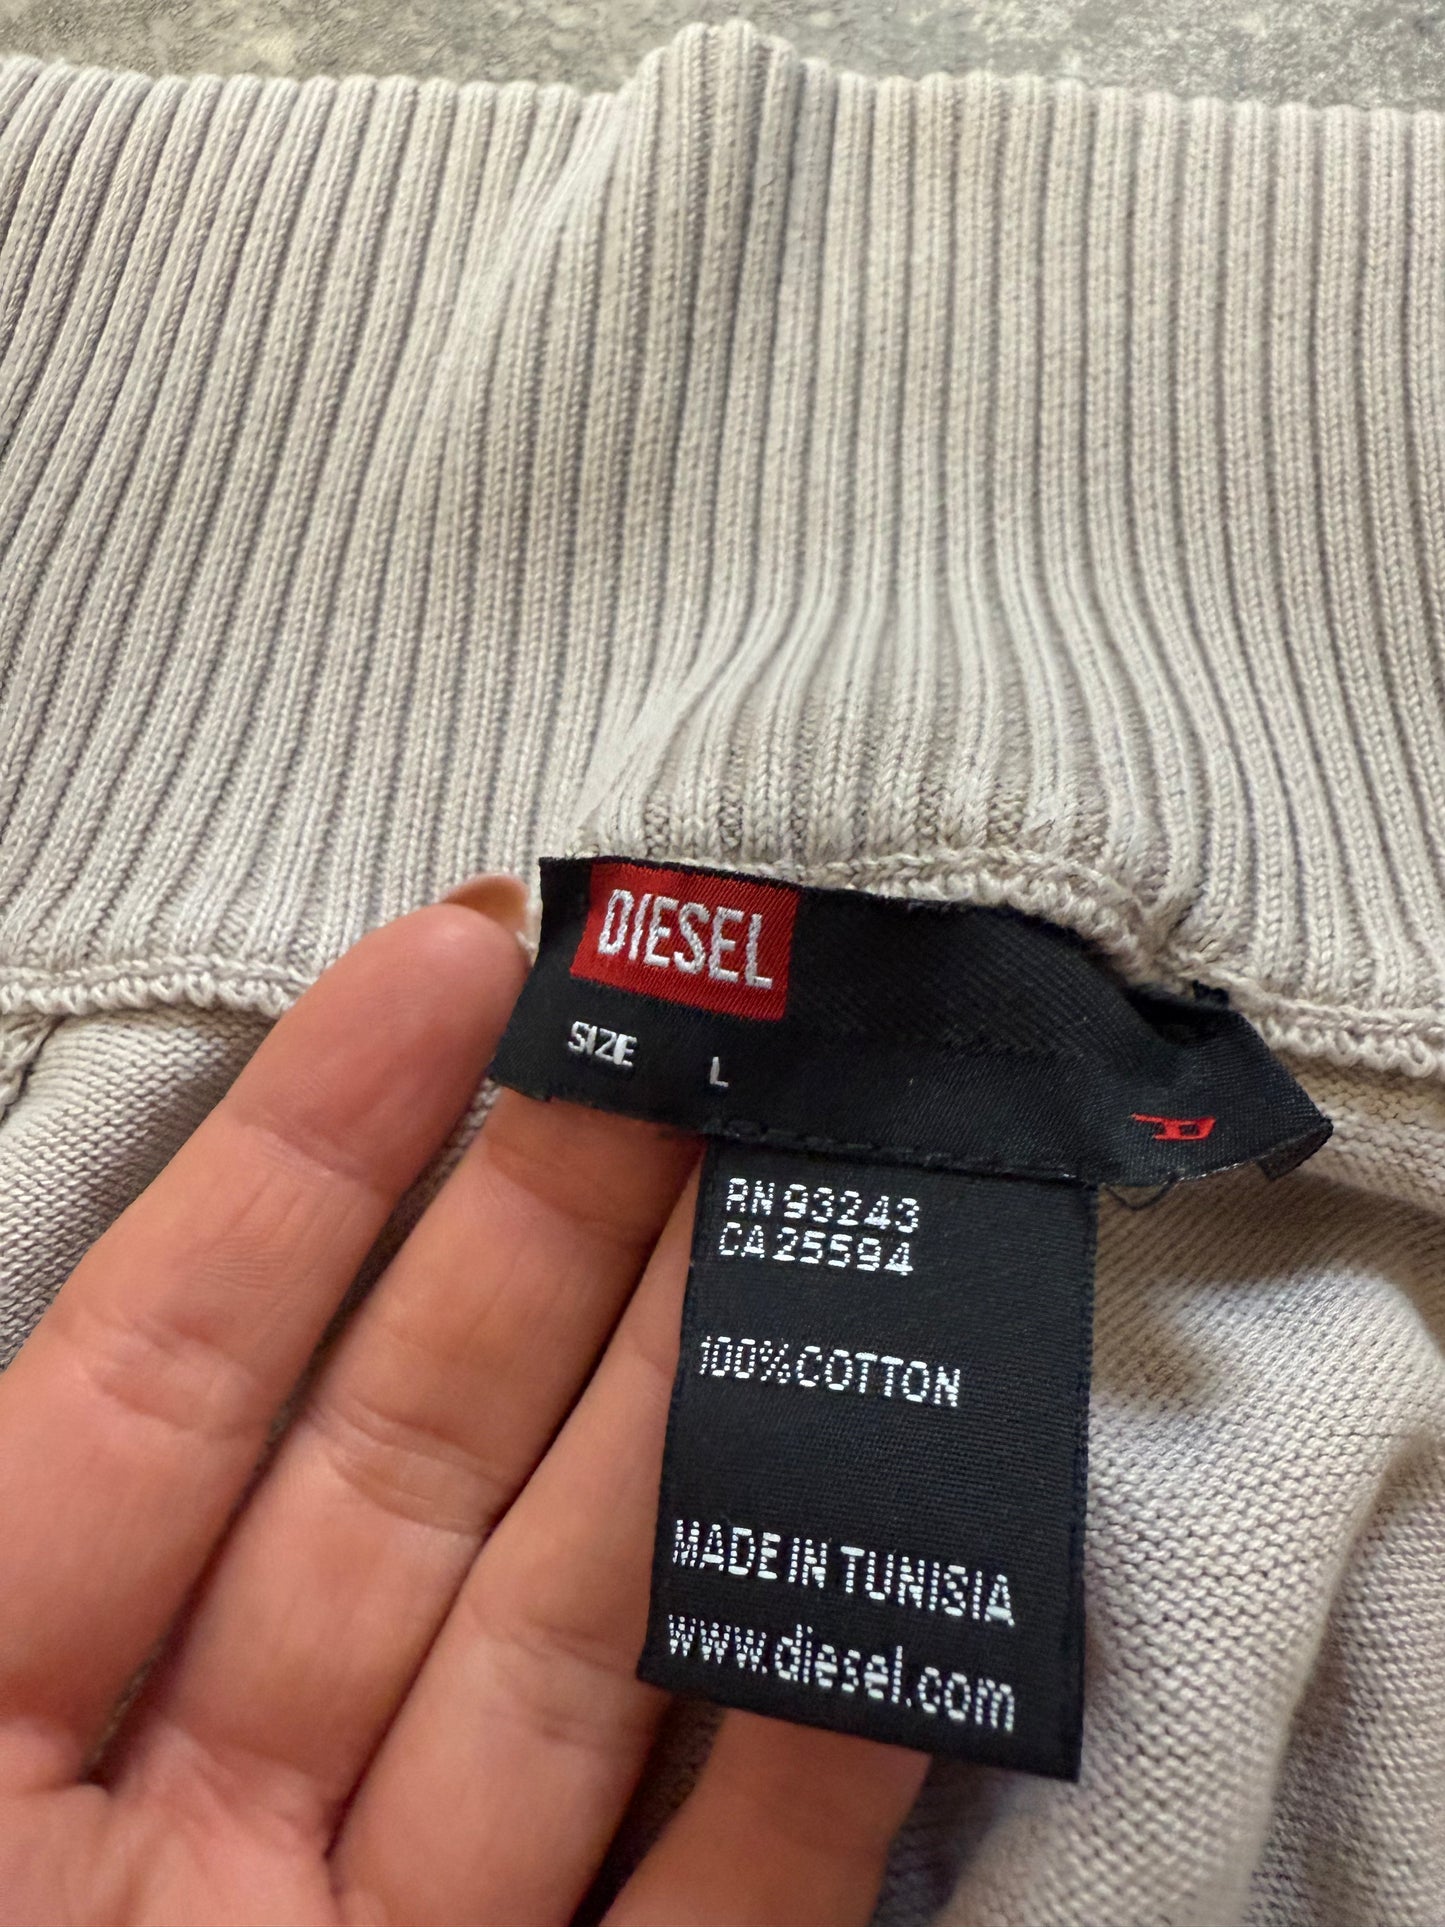 DIESEL
SIZE L
D
RN 93243
CA 25594
100% COTTON
MADE IN TUNISIA
www.diesel.com